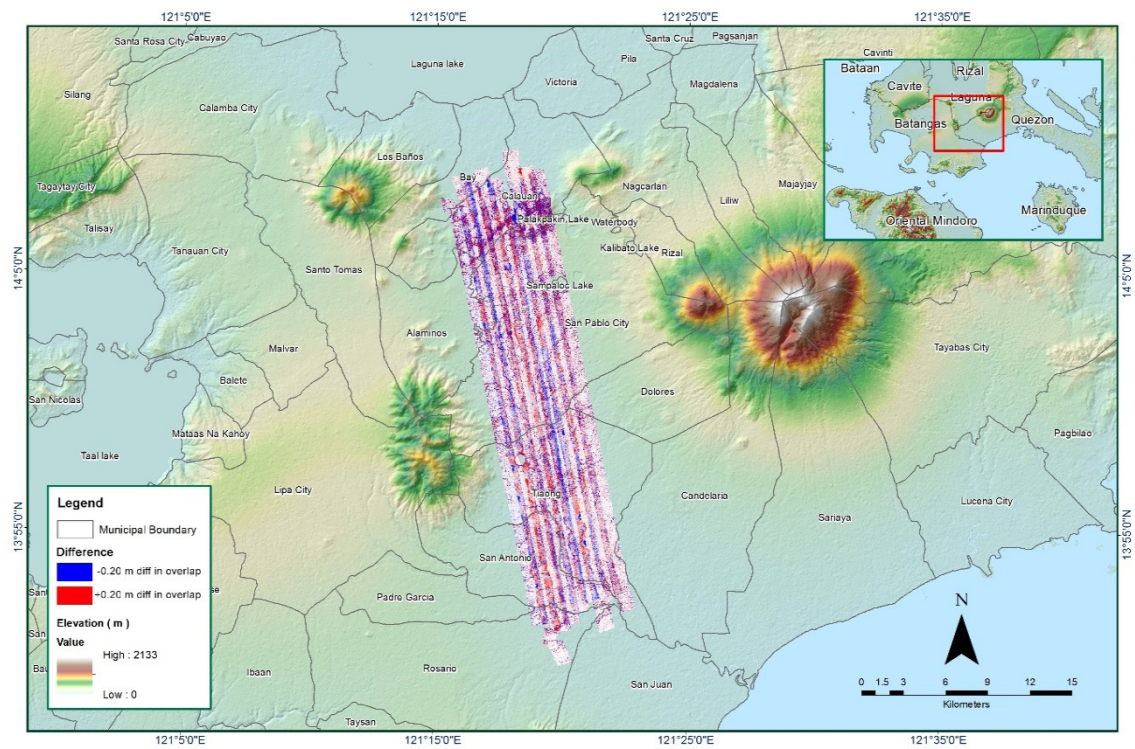 121°5'0"E
121°15'0"E
121°25'0"E
121°35'0"E
Santa Rosa City
Cabuyao
Santa Cruz
Pagsanjan
Laguna lake
Pila
Victoria
Magdalena
Silang
Calamba City
Los Baños
Bay
Calauan
Nagcarlan
Liliw
Majayjay
Tagaytay City
Talisay
Palakpakin Lake
Waterbody
Kalibato Lake
Rizal
Tanauan City
Santo Tomas
Sampaloc Lake
San Pablo City
14°5'0"N
14°5'0"N
Alaminos
Malvar
Balete
San Nicolas
Mataas Na Kahoy
Taal lake
Dolores
Tayabas City
Pagbilao
Lipa City
Tiaong
Candelaria
Sariaya
Lucena City
San Antonio
Padre Garcia
13°55'0"N
13°55'0"N
Ibaan
Rosario
San Juan
Taysan
Cavinti
Bataan
Rizal
Cavite
Laguna
Batangas
Quezon
Marinduque
Oriental Mindoro
Legend
Municipal Boundary
Difference
-0.20 m diff in overlap
+0.20 m diff in overlap
Elevation ( m )
Value
High : 2133
Low : 0
N
0 1.5 3 6 9 12 15
Kilometers
121°5'0"E
121°15'0"E
121°25'0"E
121°35'0"E